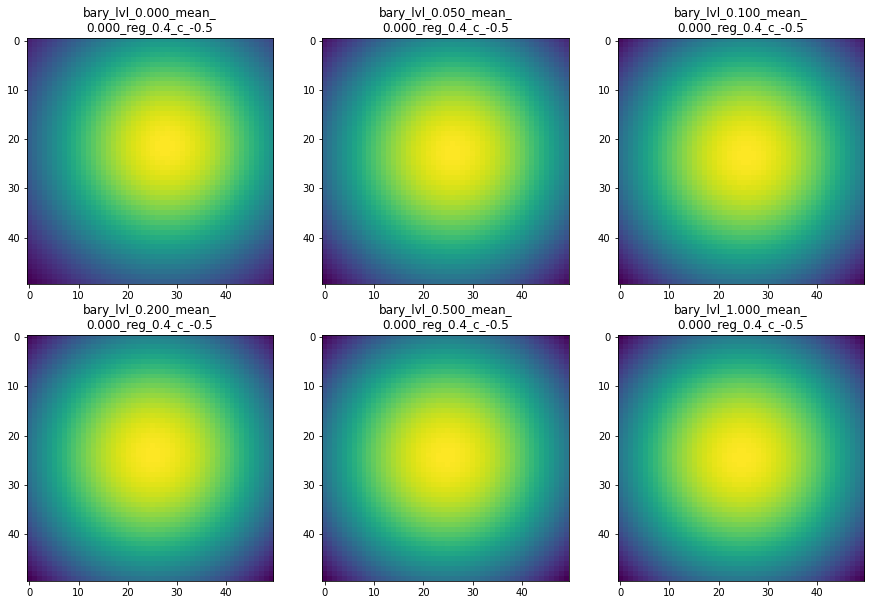 bary_lvl_0.000_mean_
0.000_reg_0.4_c_-0.5
bary_lvl_0.050_mean_
0.000_reg_0.4_c_-0.5
bary_lvl_0.100_mean_
0.000_reg_0.4_c_-0.5
0
10
20
30
40
0 10 20 30 40
0
10
20
30
40
0 10 20 30 40
0
10
20
30
40
0 10 20 30 40
bary_lvl_0.200_mean_
0.000_reg_0.4_c_-0.5
bary_lvl_0.500_mean_
0.000_reg_0.4_c_-0.5
bary_lvl_1.000_mean_
0.000_reg_0.4_c_-0.5
0
10
20
30
40
0 10 20 30 40
0
10
20
30
40
0 10 20 30 40
0
10
20
30
40
0 10 20 30 40